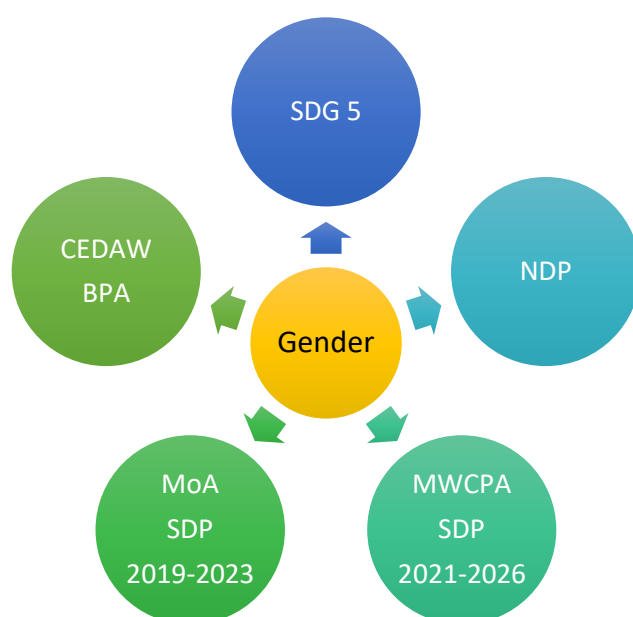 SDG 5
CEDAW
BPA
NDP
Gender
MoA
SDP
2019-2023
MWCPA
SDP
2021-2026